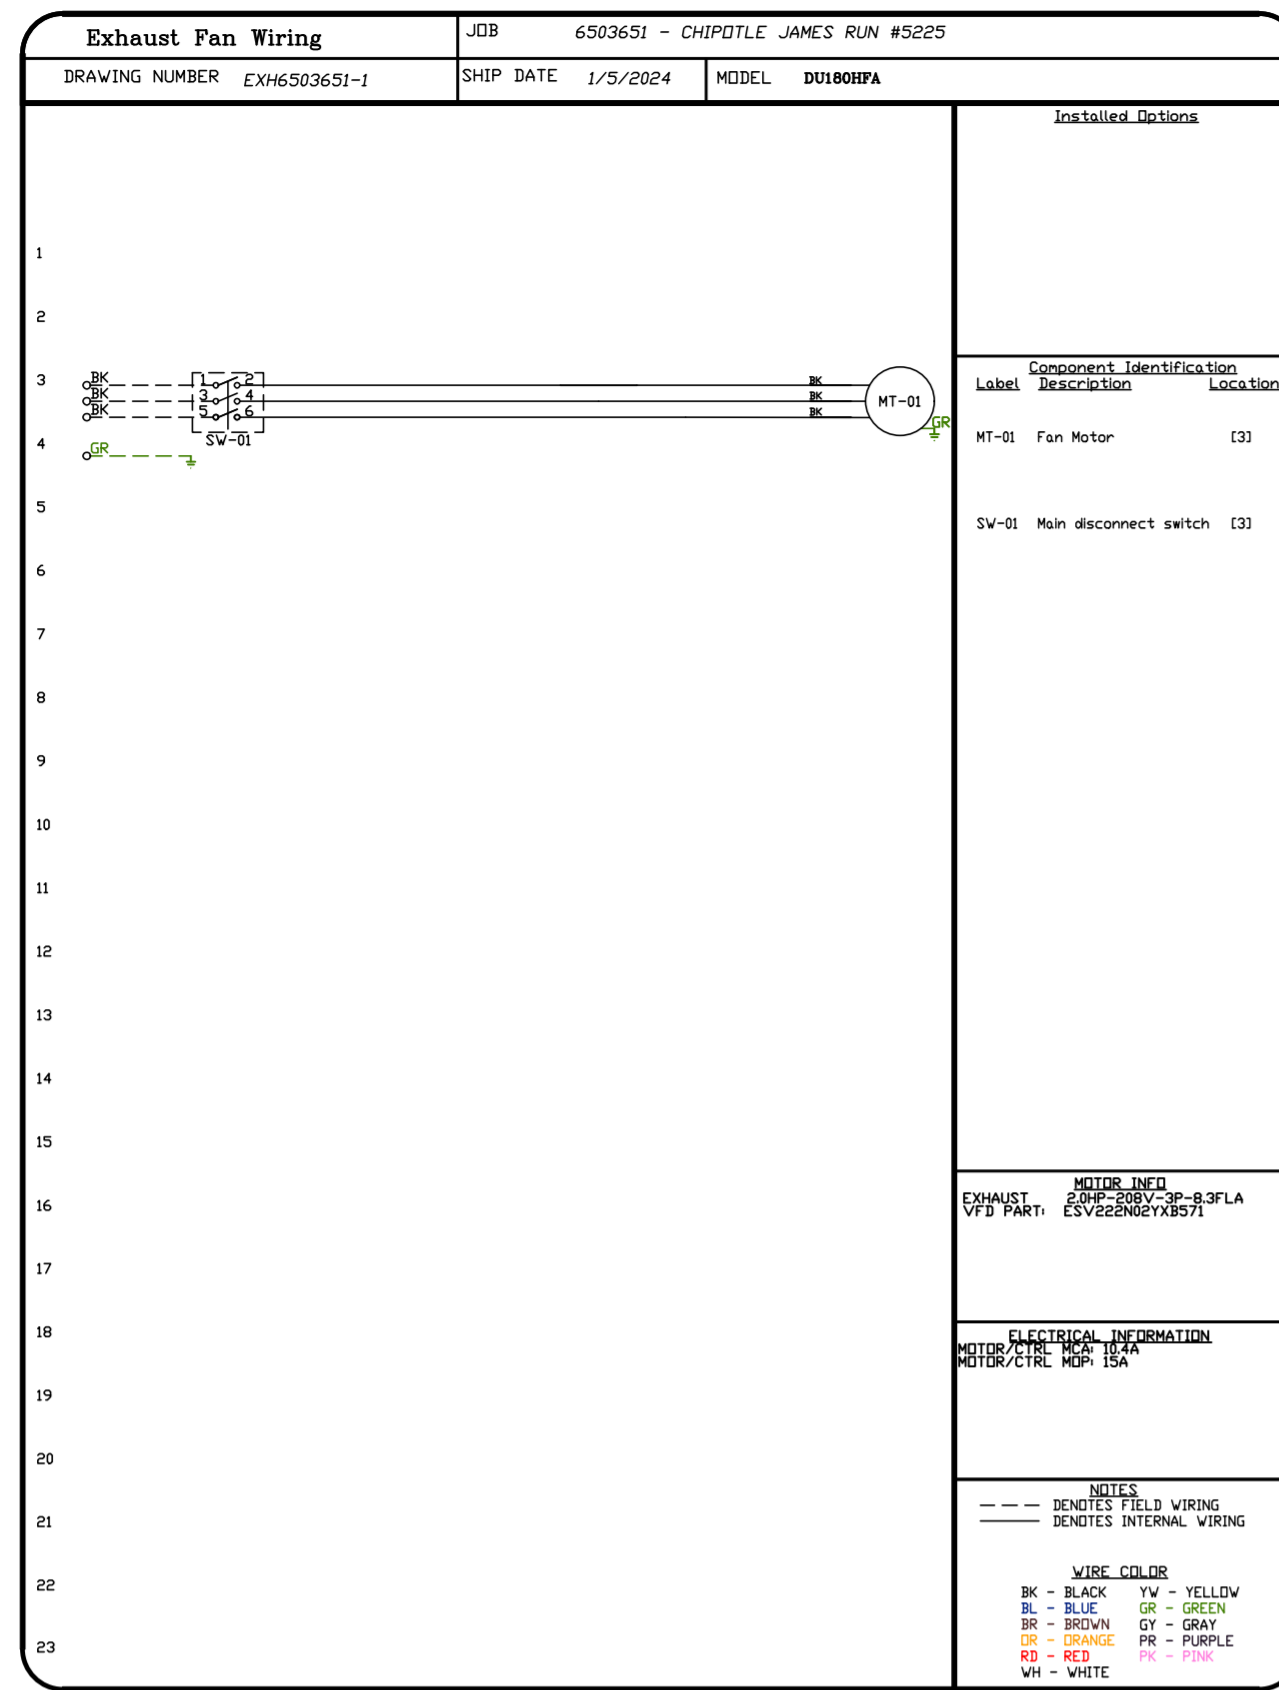 Exhaust Fan Wiring
JOB 6503651 - CHIPOTLE JAMES RUN #5225
DRAWING NUMBER EXH6503651-1
SHIP DATE 1/5/2024
MODEL DU180HFA
Installed Options
1
2
3
BK 1 2 BK
BK 3 4 BK
BK 5 6 BK
MT-01
GR
SW-01
4
GR
5
6
7
8
9
10
11
12
13
14
15
16
17
18
19
20
21
22
23
Component Identification
Label Description Location
MT-01 Fan Motor [3]
SW-01 Main disconnect switch [3]
MOTOR INFO
EXHAUST 2.0HP-208V-3P-8.3FLA
VFD PART: ESV222N02YXB571
ELECTRICAL INFORMATION
MOTOR/CTRL MCA: 10.4A
MOTOR/CTRL MOP: 15A
NOTES
DENOTES FIELD WIRING
DENOTES INTERNAL WIRING
WIRE COLOR
BK - BLACK YW - YELLOW
BL - BLUE GR - GREEN
BR - BROWN GY - GRAY
OR - ORANGE PR - PURPLE
RD - RED PK - PINK
WH - WHITE